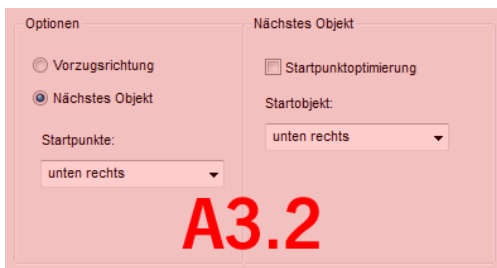 Optionen
Vorzugsrichtung
Nächstes Objekt
Startpunkte:
unten rechts
Nächstes Objekt
Startpunktoptimierung
Startobjekt:
unten rechts
A3.2